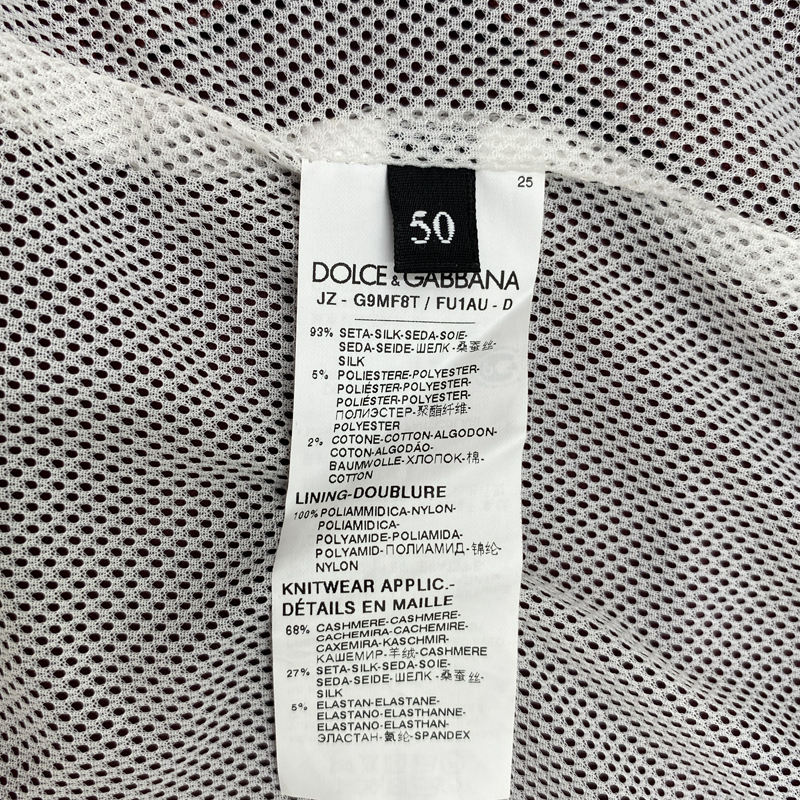 25
50
DOLCE & GABBANA
JZ - G9MF8T / FU1AU - D
93% SETA-SILK-SEDA-SOIE-
SEDA-SEIDE-ШЕЛК-桑蚕丝-
SILK
5% POLIESTERE-POLYESTER-
POLIÉSTER-POLYESTER-
POLIÉSTER-POLYESTER-
ПОЛИЭСТЕР-聚酯纤维-
POLYESTER
2% COTONE-COTTON-ALGODON-
COTON-ALGODÃO-
BAUMWOLLE-ХЛОПОК-棉-
COTTON
LINING-DOUBLURE
100% POLIAMMIDICA-NYLON-
POLIAMIDICA-
POLYAMIDE-POLIAMIDA-
POLYAMID-ПОЛИАМИД-锦纶-
NYLON
KNITWEAR APPLIC.-
DÉTAILS EN MAILLE
68% CASHMERE-CASHMERE-
CACHEMIRA-CACHEMIRE-
CAXEMIRA-KASCHMIR-
КАШЕМИР-羊绒-CASHMERE
27% SETA-SILK-SEDA-SOIE-
SEDA-SEIDE-ШЕЛК-桑蚕丝-
SILK
5% ELASTAN-ELASTANE-
ELASTANO-ELASTHANNE-
ELASTANO-ELASTHAN-
ЭЛАСТАН-氨纶-SPANDEX